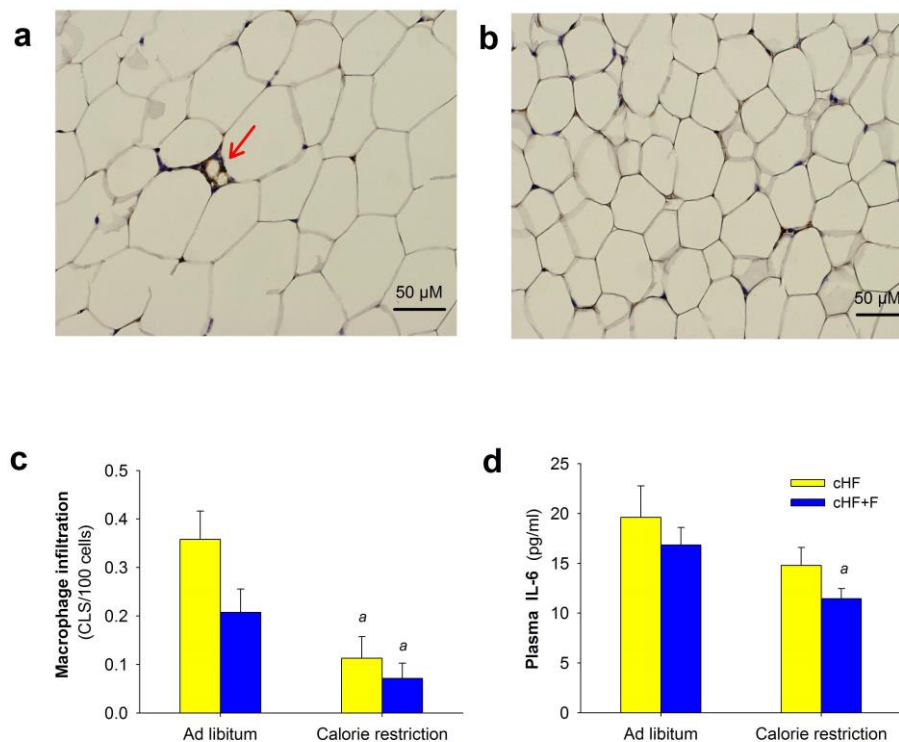 a
b
50 µM
50 µM
c
d
Macrophage infiltration
(CLS/100 cells)
0.5
0.4
0.3
0.2
0.1
0.0
a
a
Ad libitum
Calorie restriction
Plasma IL-6 (pg/ml)
25
20
15
10
5
0
cHF
cHF+F
a
Ad libitum
Calorie restriction